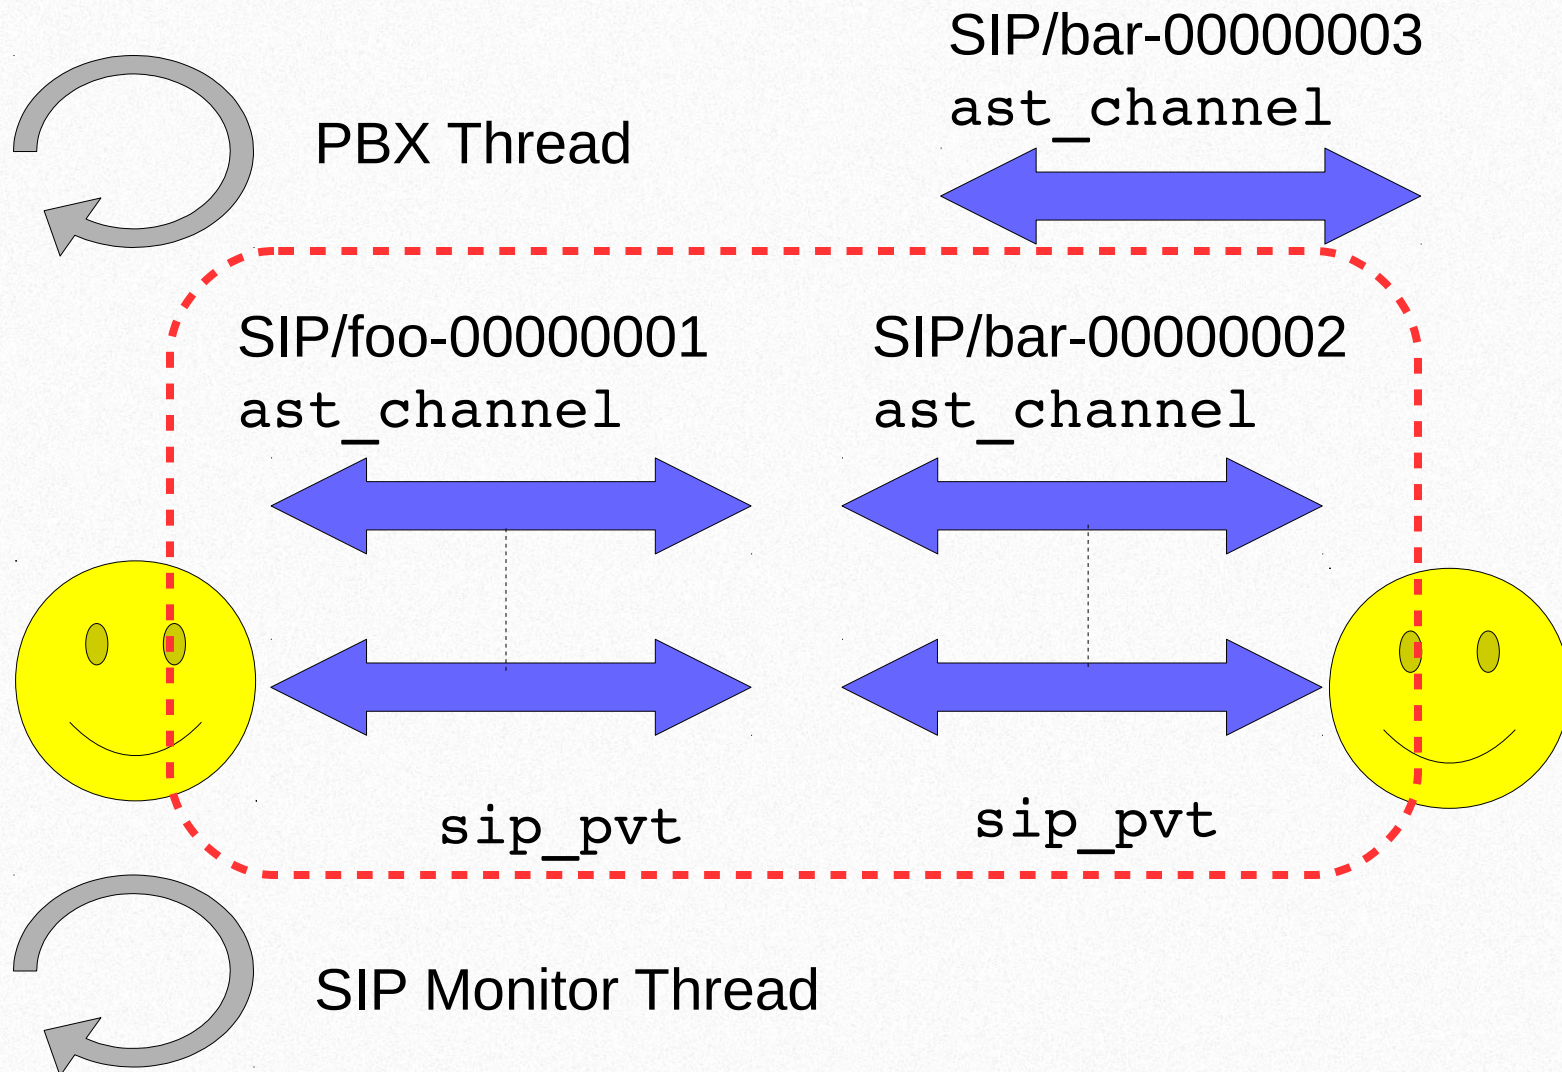 SIP/bar-00000003
ast_channel
PBX Thread
SIP/foo-00000001
ast_channel
SIP/bar-00000002
ast_channel
sip_pvt
sip_pvt
SIP Monitor Thread